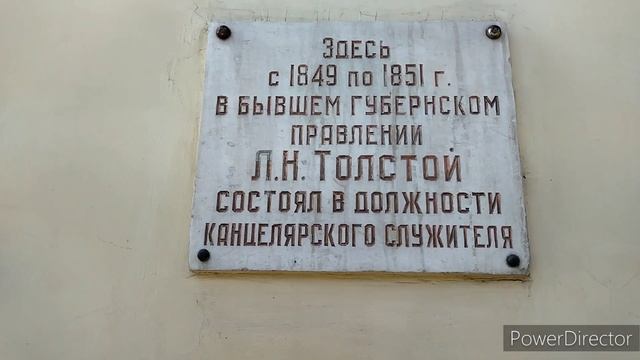 ЗДЕСЬ
С 1849 ПО 1851 Г.
В БЫВШЕМ ГУБЕРНСКОМ
ПРАВЛЕНИИ
Л.Н. ТОЛСТОЙ
СОСТОЯЛ В ДОЛЖНОСТИ
КАНЦЕЛЯРСКОГО СЛУЖИТЕЛЯ
PowerDirector